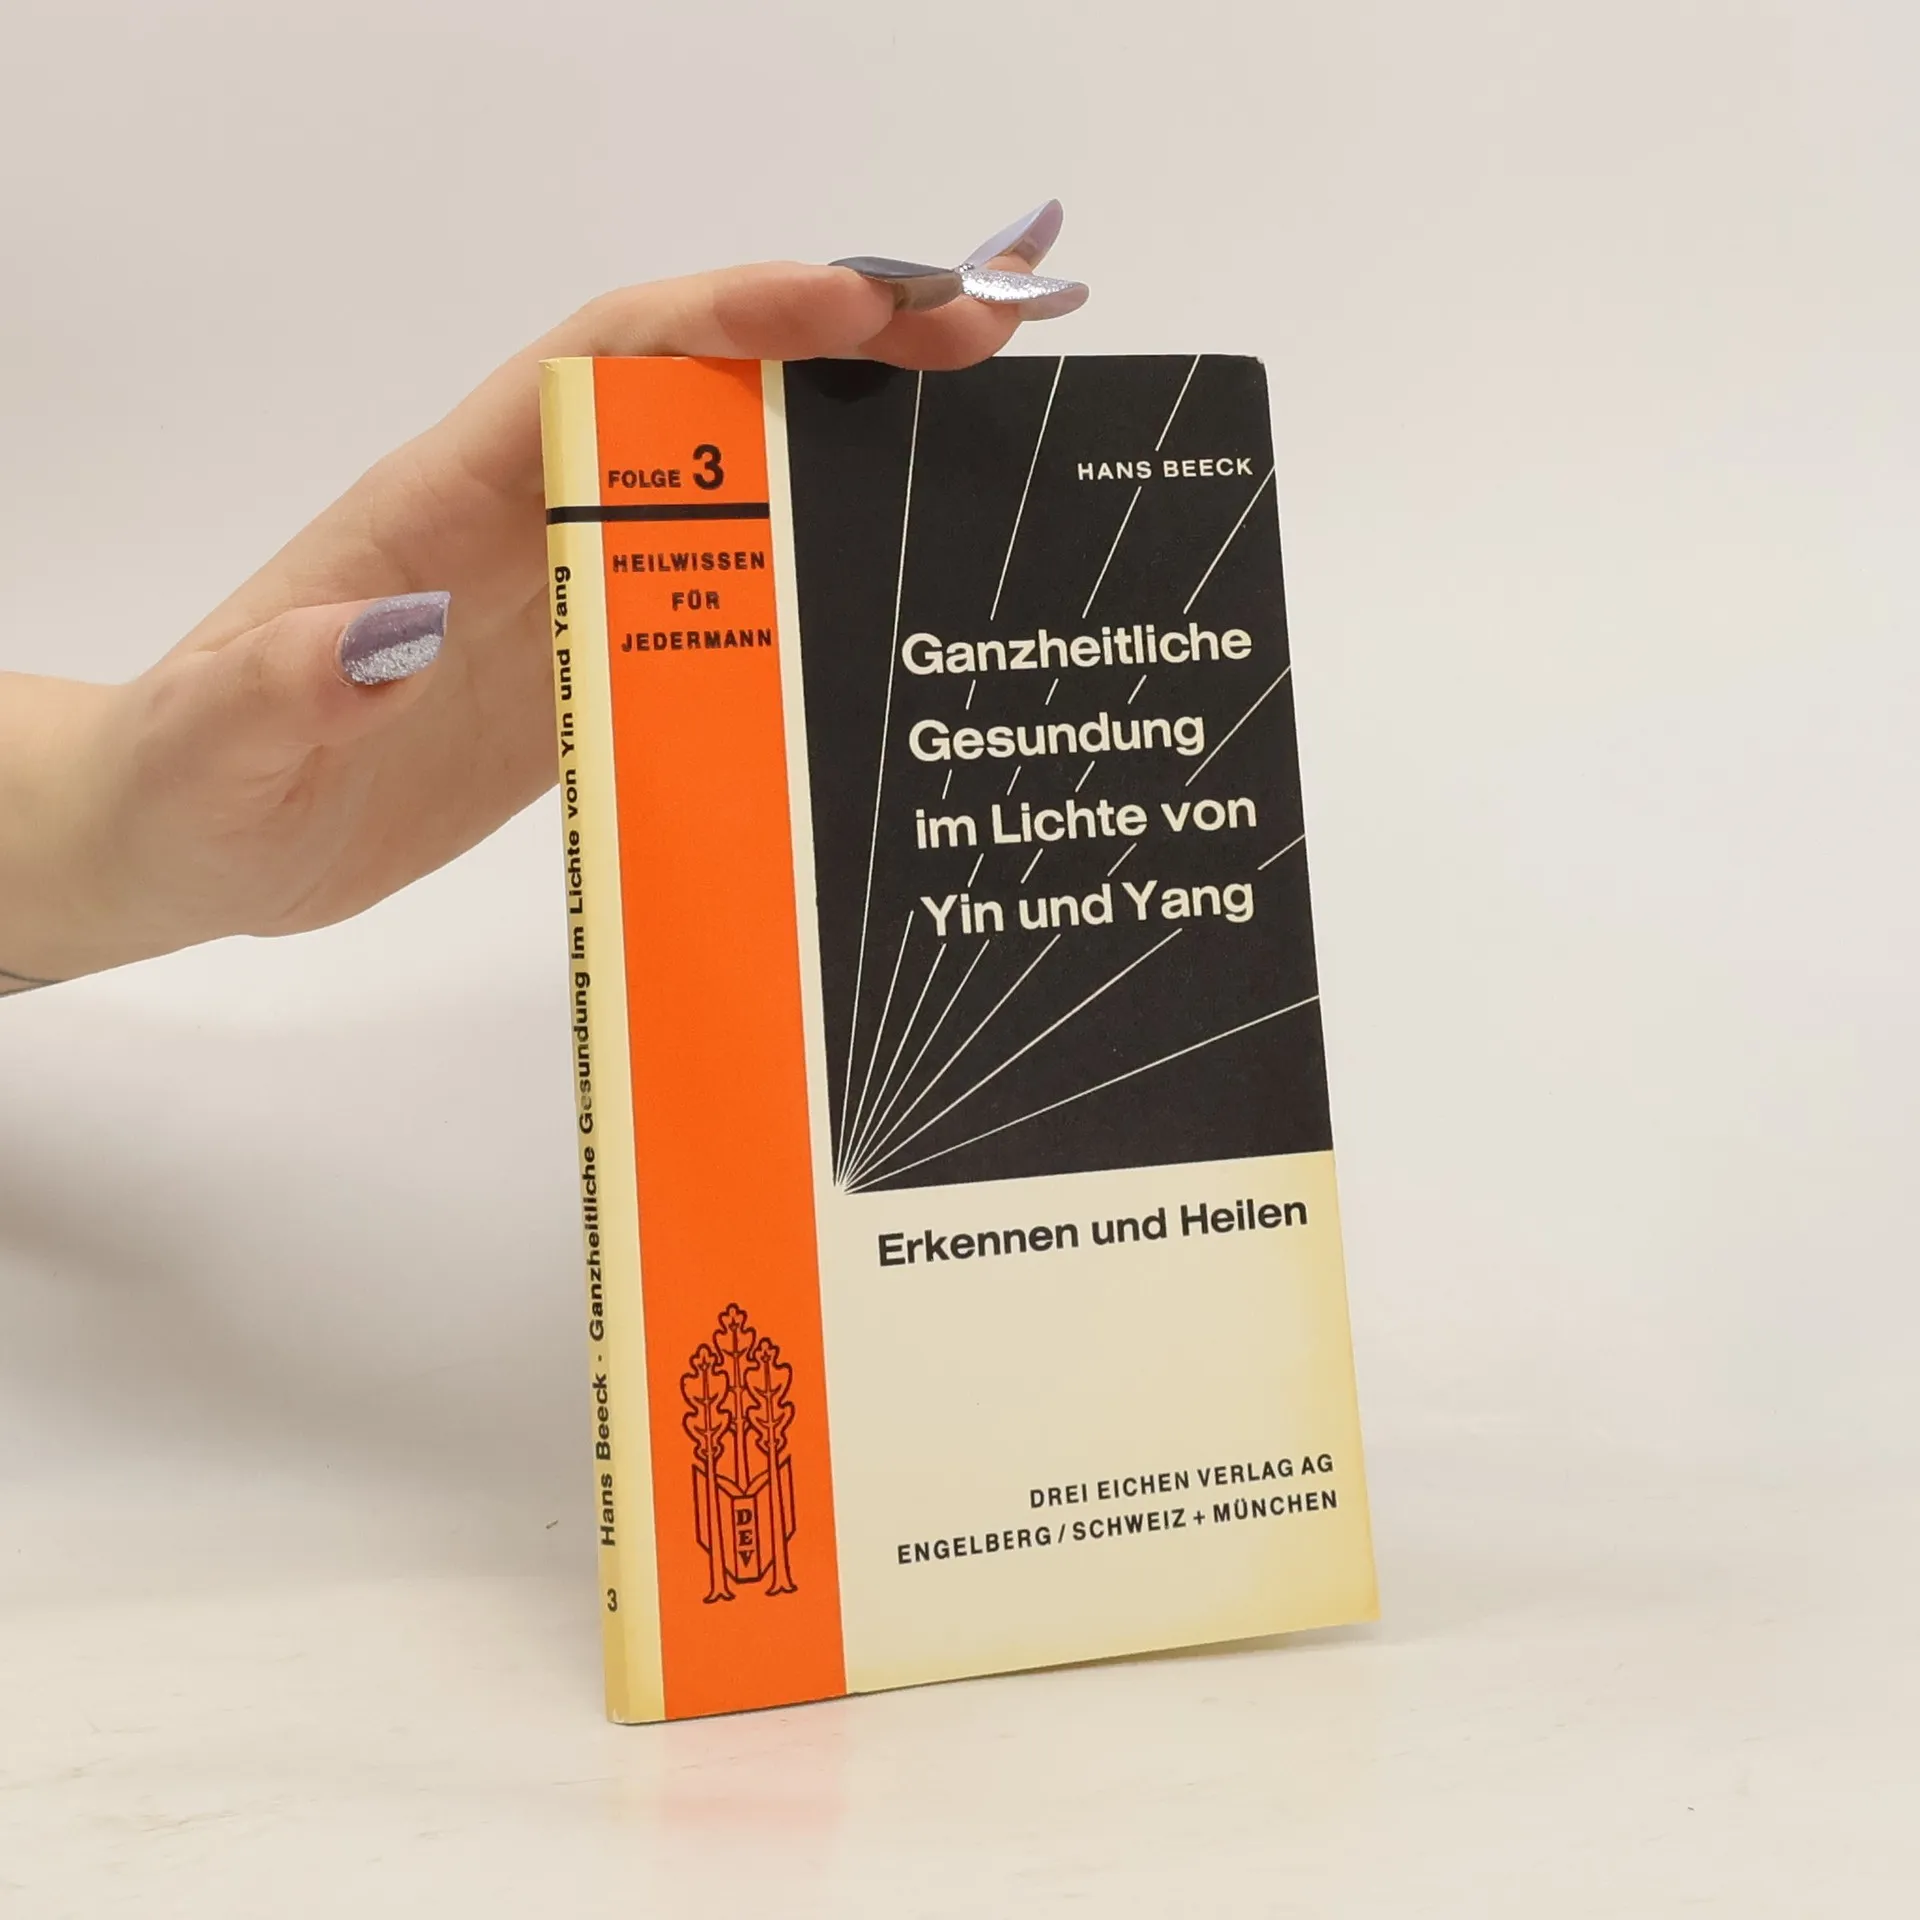 FOLGE 3
HEILWISSEN
FÜR
JEDERMANN
HANS BEECK
Ganzheitliche
Gesundung
im Lichte von
Yin und Yang
Erkennen und Heilen
DREI EICHEN VERLAG AG
ENGELBERG / SCHWEIZ + MÜNCHEN
DEV
3 Hans Beeck · Ganzheitliche Gesundung im Lichte von Yin und Yang